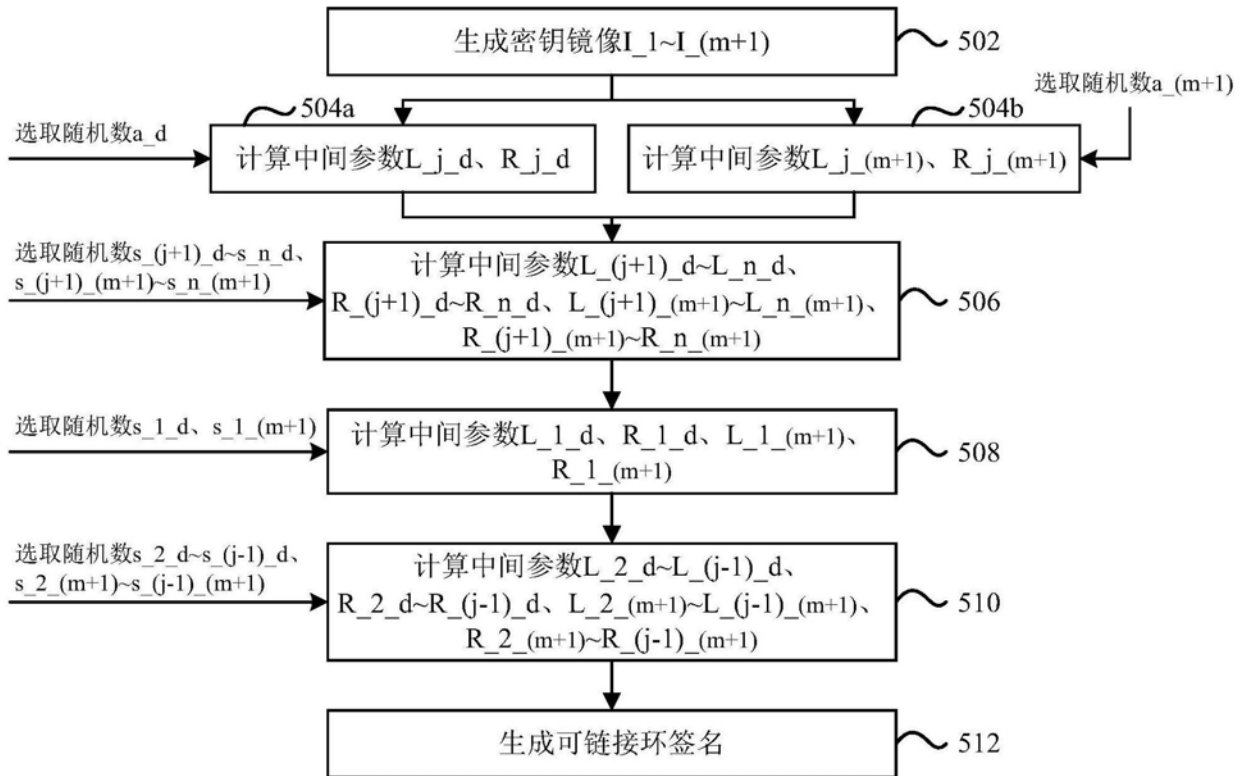 生成密钥镜像I_1~I_(m+1)
502
选取随机数a_(m+1)
504a
504b
选取随机数a_d
计算中间参数L_j_d、R_j_d
计算中间参数L_j_(m+1)、R_j_(m+1)
选取随机数s_(j+1)_d~s_n_d、
s_(j+1)_(m+1)~s_n_(m+1)
计算中间参数L_(j+1)_d~L_n_d、
R_(j+1)_d~R_n_d、L_(j+1)_(m+1)~L_n_(m+1)、
R_(j+1)_(m+1)~R_n_(m+1)
506
选取随机数s_1_d、s_1_(m+1)
计算中间参数L_1_d、R_1_d、L_1_(m+1)、
R_1_(m+1)
508
选取随机数s_2_d~s_(j-1)_d、
s_2_(m+1)~s_(j-1)_(m+1)
计算中间参数L_2_d~L_(j-1)_d、
R_2_d~R_(j-1)_d、L_2_(m+1)~L_(j-1)_(m+1)、
R_2_(m+1)~R_(j-1)_(m+1)
510
生成可链接环签名
512